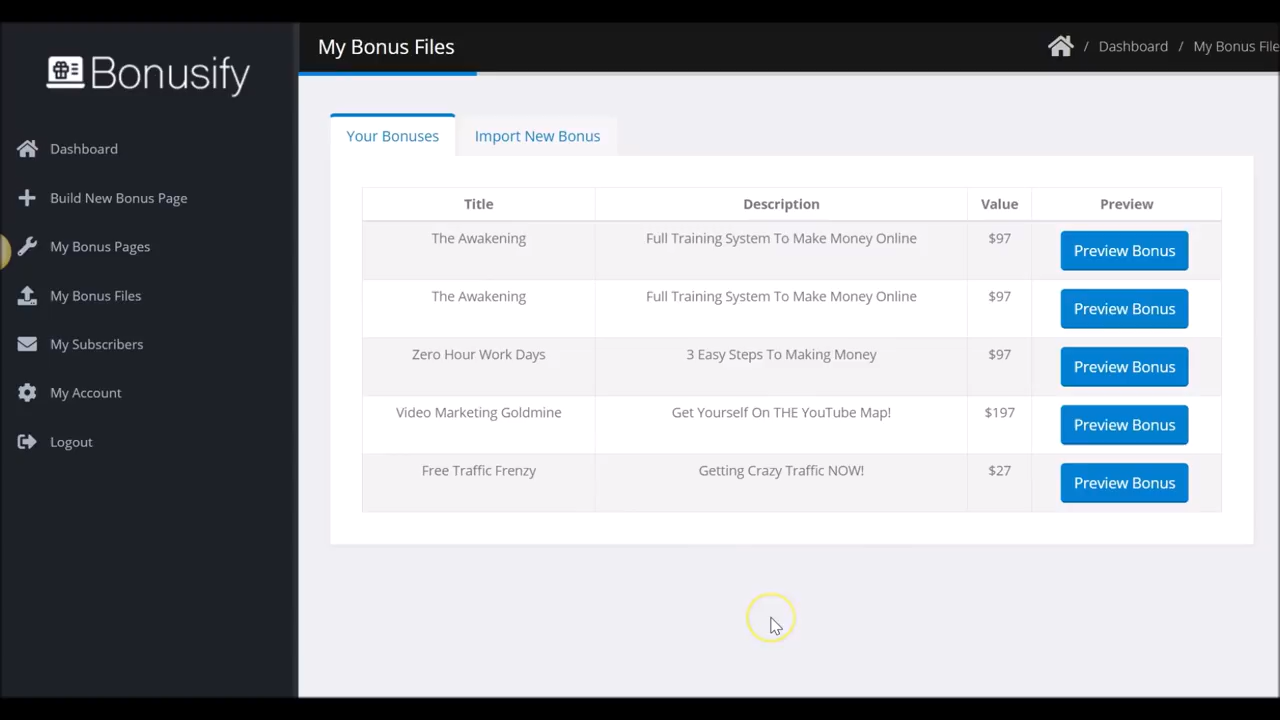 Bonusify
Dashboard
Build New Bonus Page
My Bonus Pages
My Bonus Files
My Subscribers
My Account
Logout
My Bonus Files
/ Dashboard / My Bonus File
Your Bonuses Import New Bonus
Title Description Value Preview
The Awakening Full Training System To Make Money Online $97 Preview Bonus
The Awakening Full Training System To Make Money Online $97 Preview Bonus
Zero Hour Work Days 3 Easy Steps To Making Money $97 Preview Bonus
Video Marketing Goldmine Get Yourself On THE YouTube Map! $197 Preview Bonus
Free Traffic Frenzy Getting Crazy Traffic NOW! $27 Preview Bonus